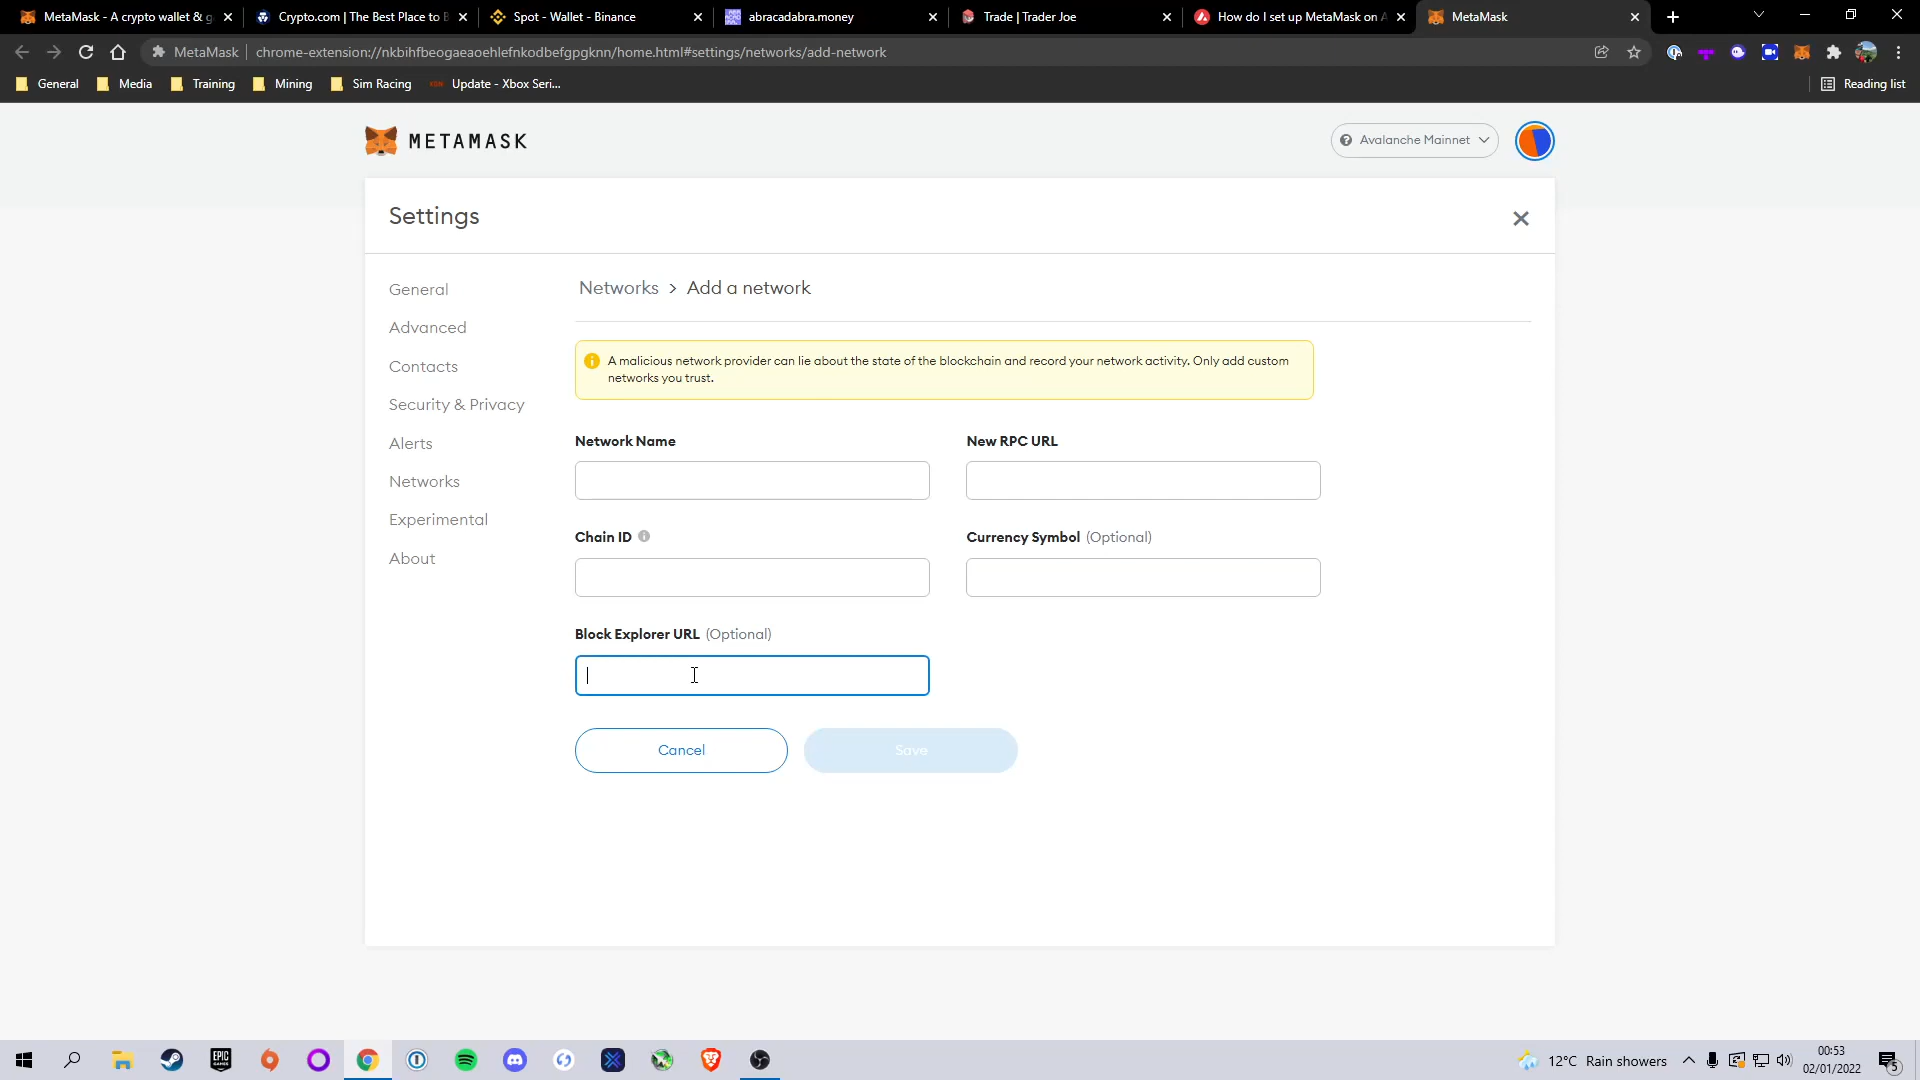 MetaMask - A crypto wallet & g
Crypto.com | The Best Place to B
Spot - Wallet - Binance
abracadabra.money
Trade | Trader Joe
How do I set up MetaMask on A
MetaMask
MetaMask
chrome-extension://nkbihfbeogaeaoehlefnkodbefgpgknn/home.html#settings/networks/add-network
General
Media
Training
Mining
Sim Racing
Update - Xbox Seri...
Reading list
METAMASK
Avalanche Mainnet
Settings
General
Advanced
Contacts
Security & Privacy
Alerts
Networks
Experimental
About
Networks > Add a network
A malicious network provider can lie about the state of the blockchain and record your network activity. Only add custom
networks you trust.
Network Name
New RPC URL
Chain ID
Currency Symbol (Optional)
Block Explorer URL (Optional)
Cancel
Save
EPIC
GAMES
12°C Rain showers
00:53
02/01/2022
5